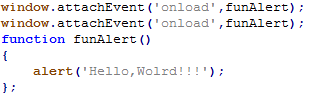 window.attachEvent('onload',funAlert);
window.attachEvent('onload',funAlert);
function funAlert()
{
    alert('Hello,Wolrd!!!');
};